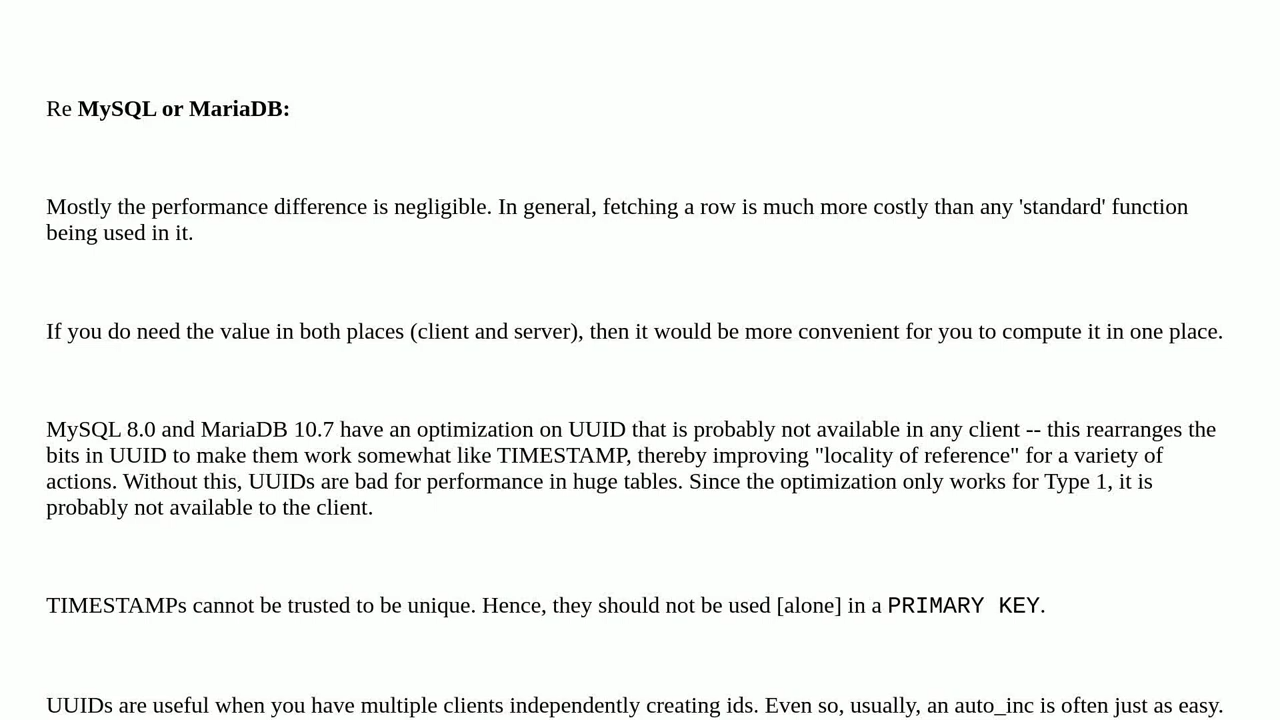 Re MySQL or MariaDB:
Mostly the performance difference is negligible. In general, fetching a row is much more costly than any 'standard' function
being used in it.
If you do need the value in both places (client and server), then it would be more convenient for you to compute it in one place.
MySQL 8.0 and MariaDB 10.7 have an optimization on UUID that is probably not available in any client -- this rearranges the
bits in UUID to make them work somewhat like TIMESTAMP, thereby improving "locality of reference" for a variety of
actions. Without this, UUIDs are bad for performance in huge tables. Since the optimization only works for Type 1, it is
probably not available to the client.
TIMESTAMPs cannot be trusted to be unique. Hence, they should not be used [alone] in a PRIMARY KEY.
UUIDs are useful when you have multiple clients independently creating ids. Even so, usually, an auto_inc is often just as easy.